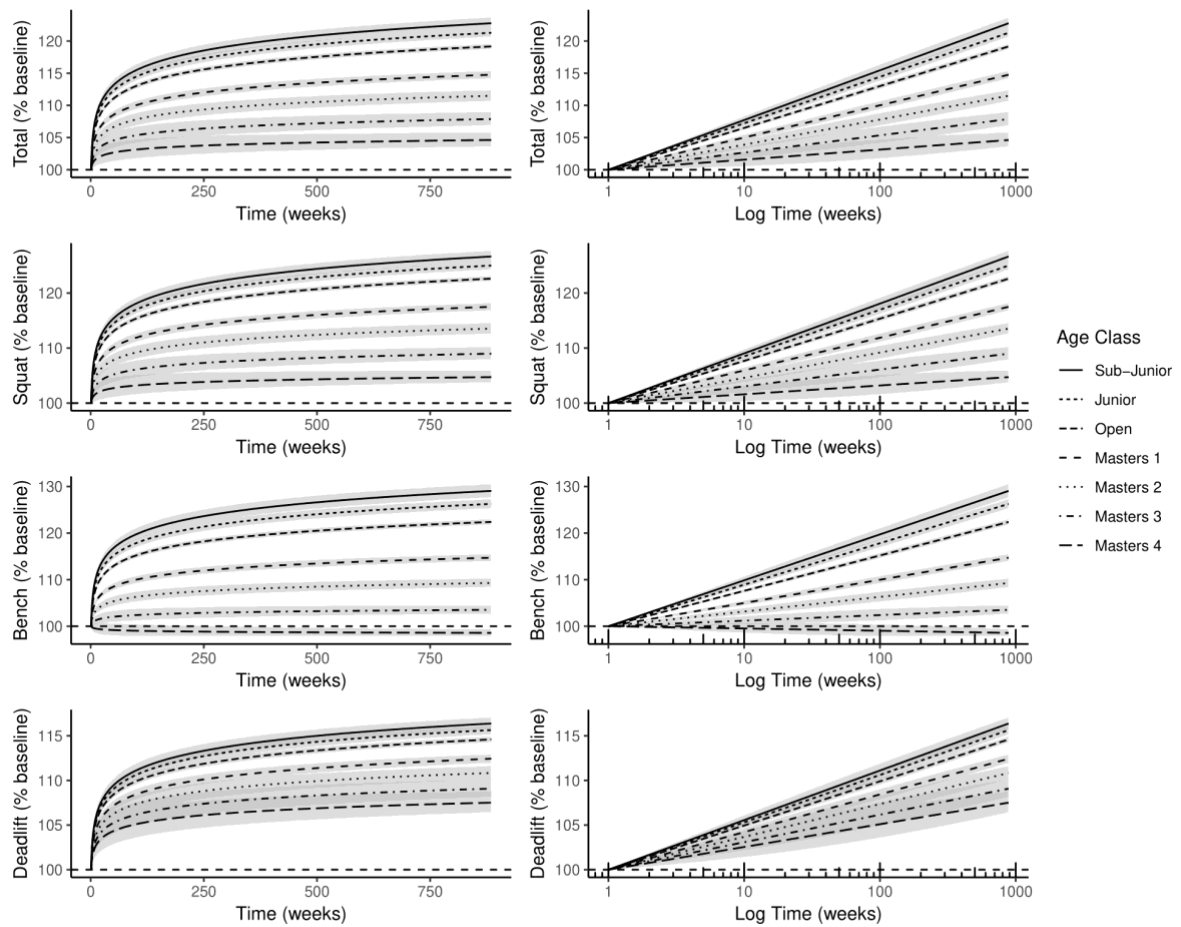 Total (% baseline)
120
115
110
105
100
0
250
500
750
Time (weeks)
Total (% baseline)
120
115
110
105
100
1
10
100
1000
Log Time (weeks)
Squat (% baseline)
120
110
100
0
250
500
750
Time (weeks)
Squat (% baseline)
120
110
100
1
10
100
1000
Log Time (weeks)
Bench (% baseline)
130
120
110
100
0
250
500
750
Time (weeks)
Bench (% baseline)
130
120
110
100
1
10
100
1000
Log Time (weeks)
Deadlift (% baseline)
115
110
105
100
0
250
500
750
Time (weeks)
Deadlift (% baseline)
115
110
105
100
1
10
100
1000
Log Time (weeks)
Age Class
Sub−Junior
Junior
Open
Masters 1
Masters 2
Masters 3
Masters 4